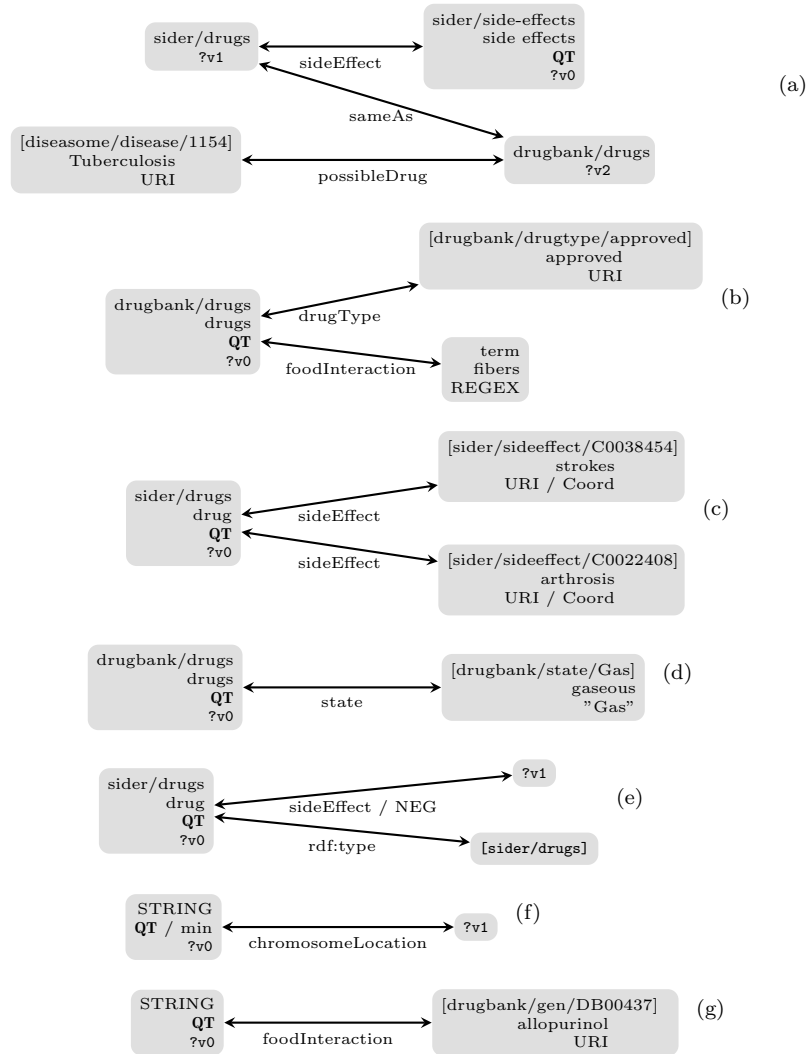 sider/drugs
?v1
sideEffect
sider/side-effects
side effects
QT
?v0
(a)
sameAs
[diseasome/disease/1154]
Tuberculosis
URI
possibleDrug
drugbank/drugs
?v2
[drugbank/drugtype/approved]
approved
URI
(b)
drugbank/drugs
drugs
QT
?v0
drugType
foodInteraction
term
fibers
REGEX
[sider/sideeffect/C0038454]
strokes
URI / Coord
(c)
sider/drugs
drug
QT
?v0
sideEffect
sideEffect
[sider/sideeffect/C0022408]
arthrosis
URI / Coord
drugbank/drugs
drugs
QT
?v0
state
[drugbank/state/Gas]
gaseous
"Gas"
(d)
sider/drugs
drug
QT
?v0
sideEffect / NEG
?v1
(e)
rdf:type
[sider/drugs]
STRING
QT / min
?v0
chromosomeLocation
?v1
(f)
STRING
QT
?v0
foodInteraction
[drugbank/gen/DB00437]
allopurinol
URI
(g)